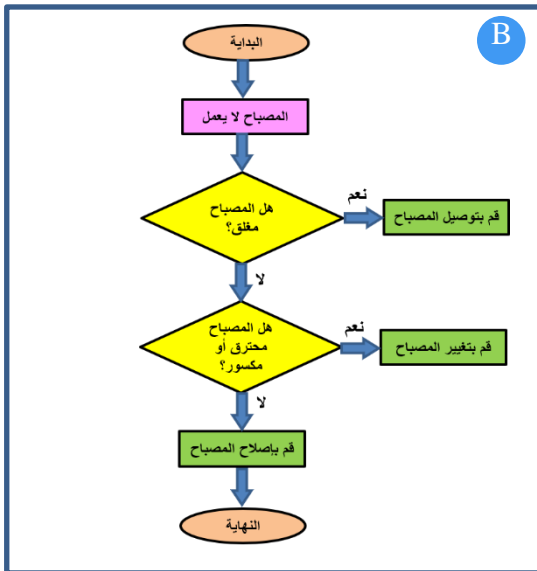 B
البداية
المصباح لا يعمل
هل المصباح
مغلق؟
نعم
قم بتوصيل المصباح
لا
هل المصباح
محترق أو
مكسور؟
نعم
قم بتغيير المصباح
لا
قم بإصلاح المصباح
النهاية